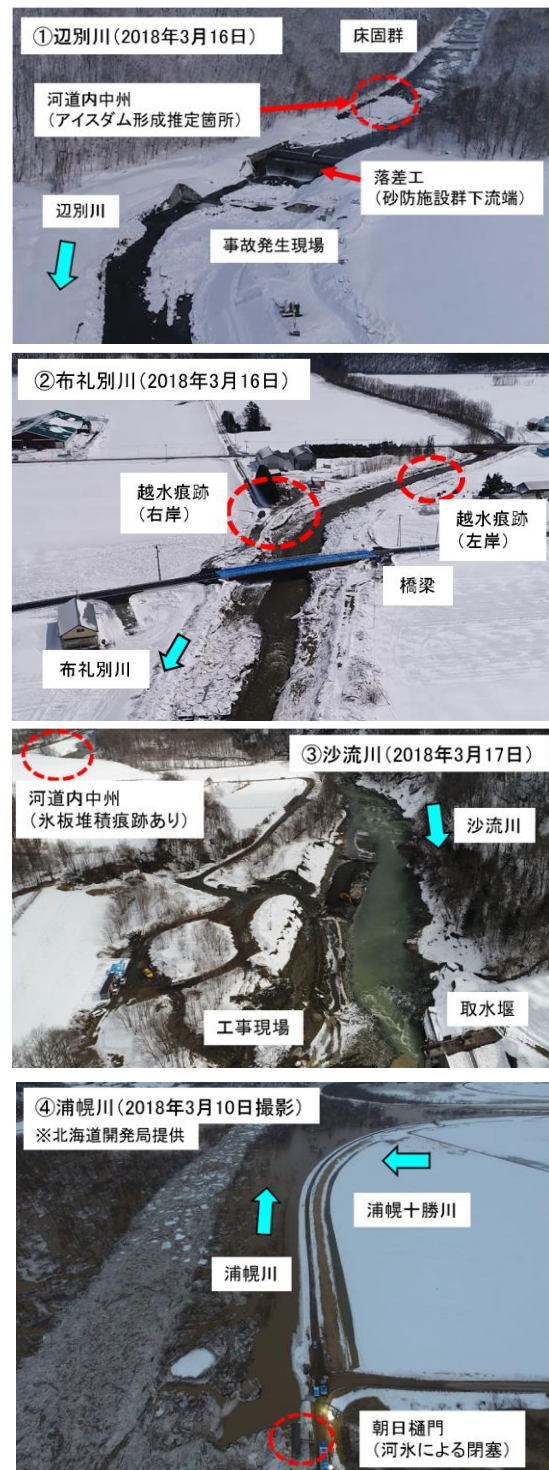 ①辺別川(2018年3月16日)
床固群
河道内中州
(アイスダム形成推定箇所)
落差工
(砂防施設群下流端)
辺別川
事故発生現場
②布礼別川(2018年3月16日)
越水痕跡
(右岸)
越水痕跡
(左岸)
橋梁
布礼別川
③沙流川(2018年3月17日)
河道内中州
(氷板堆積痕跡あり)
沙流川
工事現場
取水堰
④浦幌川(2018年3月10日撮影)
※北海道開発局提供
浦幌十勝川
浦幌川
朝日樋門
(河氷による閉塞)